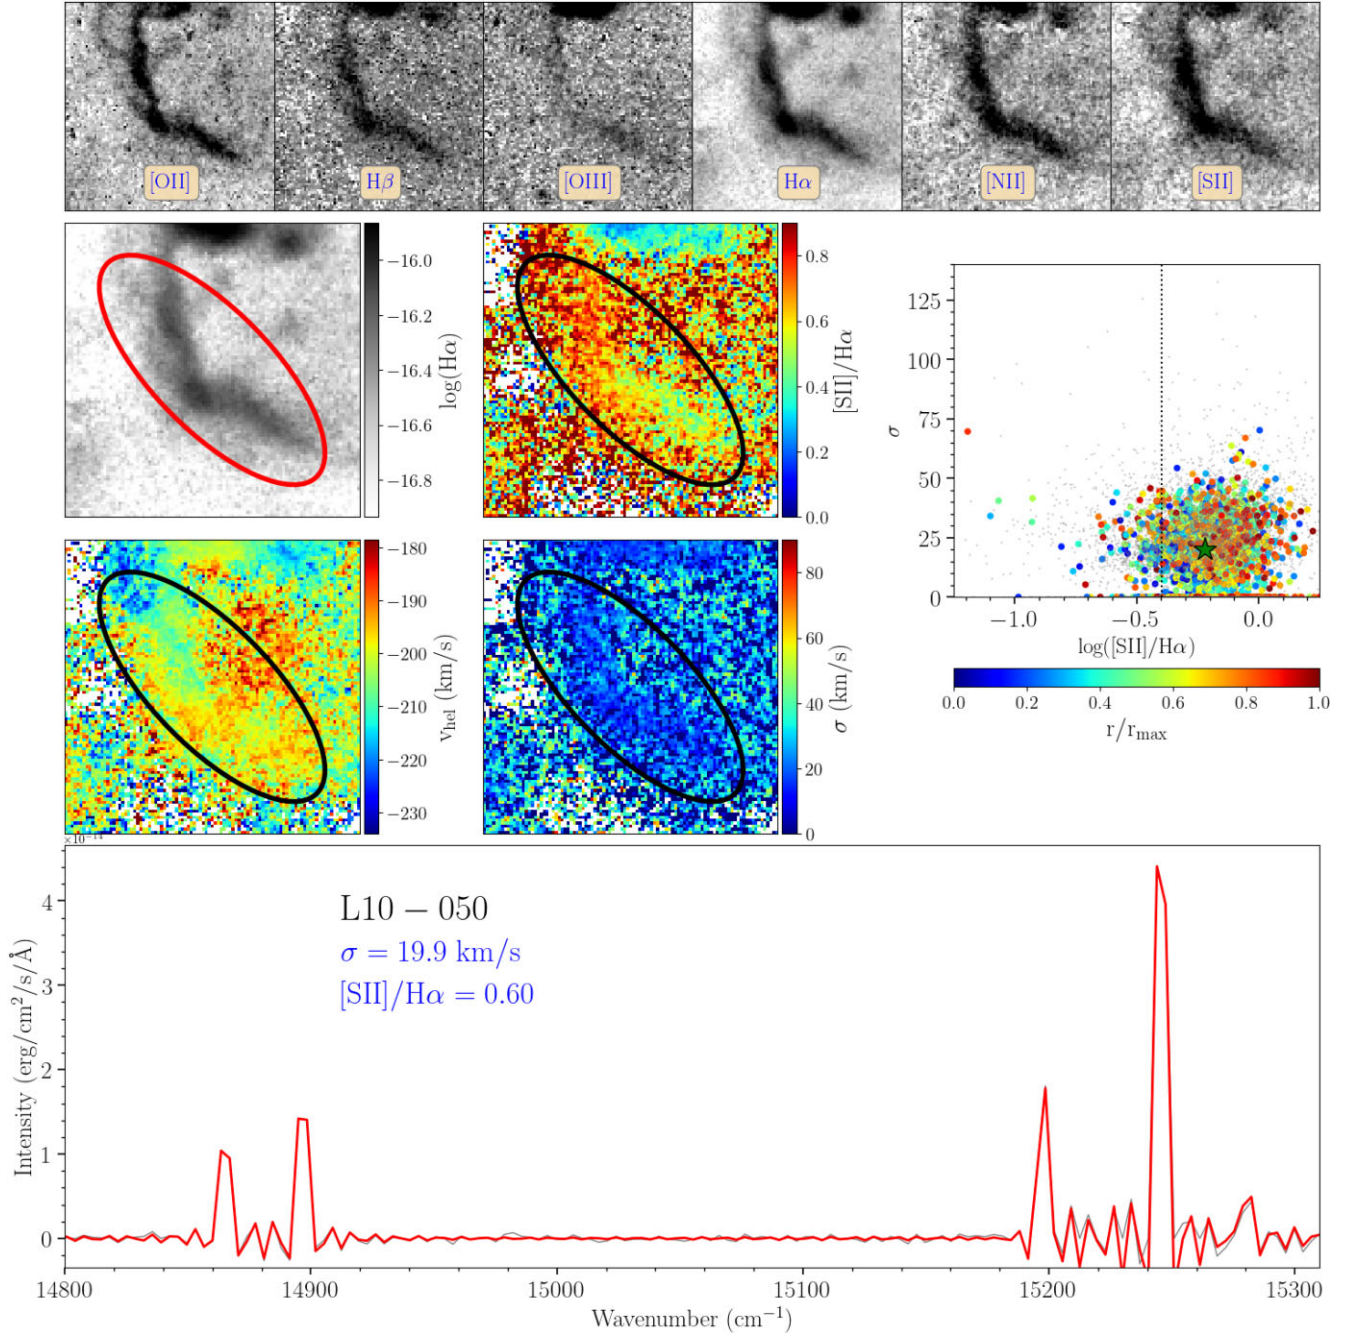 [OII] Hβ [OIII] Hα [NII] [SII]
−16.0
−16.2
−16.4
−16.6
−16.8
log(Hα)
0.8
0.6
0.4
0.2
0.0
[SII]/Hα
125
100
75
50
25
0
σ
−1.0 −0.5 0.0
log([SII]/Hα)
0.0 0.2 0.4 0.6 0.8 1.0
r/rmax
−180
−190
−200
−210
−220
−230
vhel (km/s)
80
60
40
20
0
σ (km/s)
L10 − 050
σ = 19.9 km/s
[SII]/Hα = 0.60
4
3
2
1
0
Intensity (erg/cm²/s/Å)
14800 14900 15000 15100 15200 15300
Wavenumber (cm⁻¹)